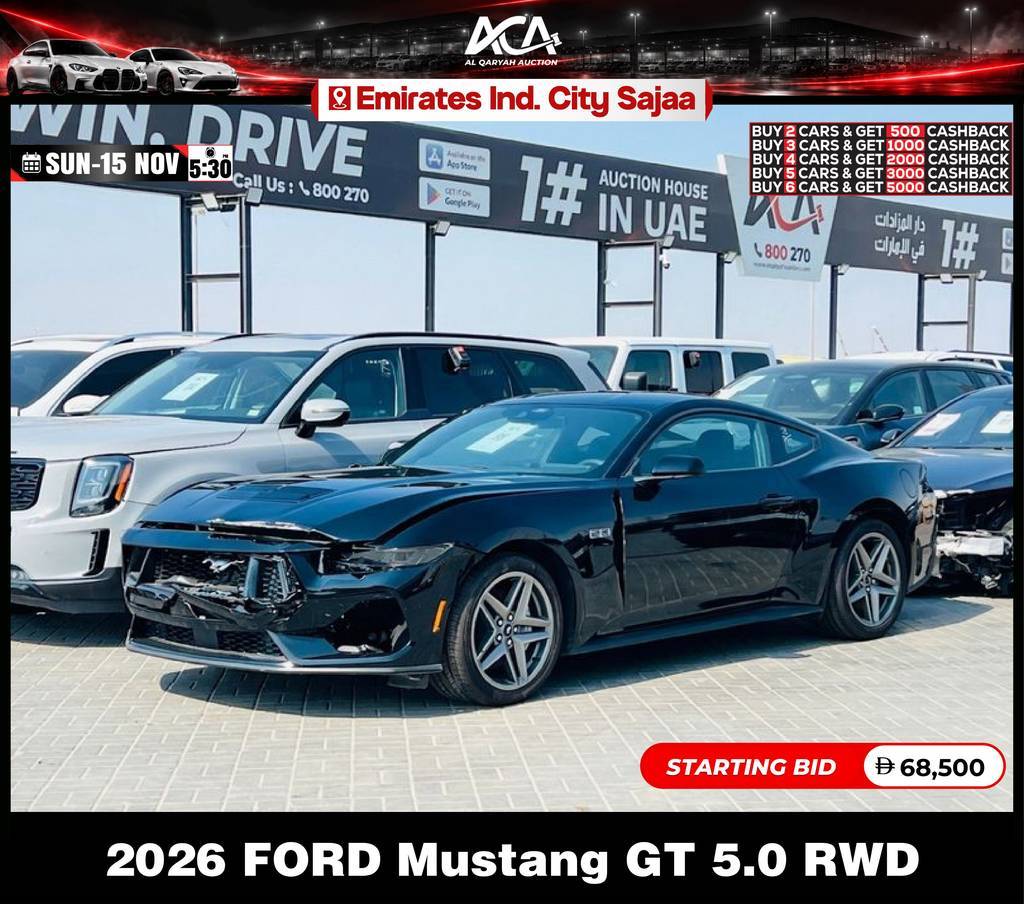 ACA
AL QARYAH AUCTION
Emirates Ind. City Sajaa
WIN. DRIVE
SUN-15 NOV 5:30 PM
Call Us : 800 270
Available on the
App Store
GET IT ON
Google Play
1# AUCTION HOUSE
IN UAE
BUY 2 CARS & GET 500 CASHBACK
BUY 3 CARS & GET 1000 CASHBACK
BUY 4 CARS & GET 2000 CASHBACK
BUY 5 CARS & GET 3000 CASHBACK
BUY 6 CARS & GET 5000 CASHBACK
ACA
800 270
دار المزادات
في الإمارات
1#
5.0
STARTING BID 68,500
2026 FORD Mustang GT 5.0 RWD